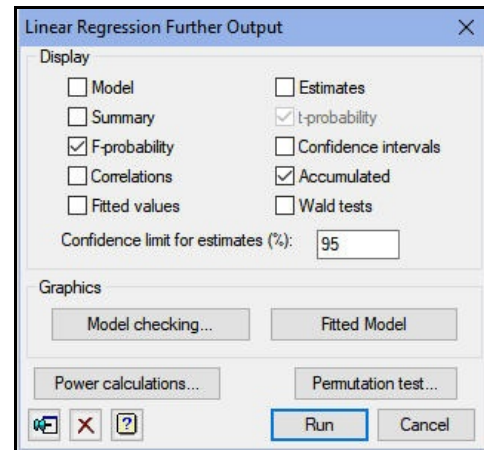 Linear Regression Further Output
Display
Model
Estimates
Summary
t-probability
F-probability
Confidence intervals
Correlations
Accumulated
Fitted values
Wald tests
Confidence limit for estimates (%): 95
Graphics
Model checking...
Fitted Model
Power calculations...
Permutation test...
?
Run
Cancel